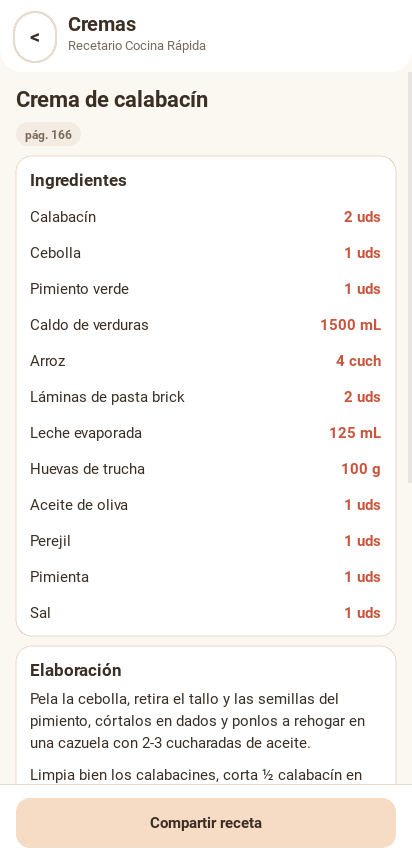 <
Cremas
Recetario Cocina Rápida
Crema de calabacín
pág. 166
Ingredientes
Calabacín 2 uds
Cebolla 1 uds
Pimiento verde 1 uds
Caldo de verduras 1500 mL
Arroz 4 cuch
Láminas de pasta brick 2 uds
Leche evaporada 125 mL
Huevas de trucha 100 g
Aceite de oliva 1 uds
Perejil 1 uds
Pimienta 1 uds
Sal 1 uds
Elaboración
Pela la cebolla, retira el tallo y las semillas del
pimiento, córtalos en dados y ponlos a rehogar en
una cazuela con 2-3 cucharadas de aceite.
Limpia bien los calabacines, corta ½ calabacín en
Compartir receta